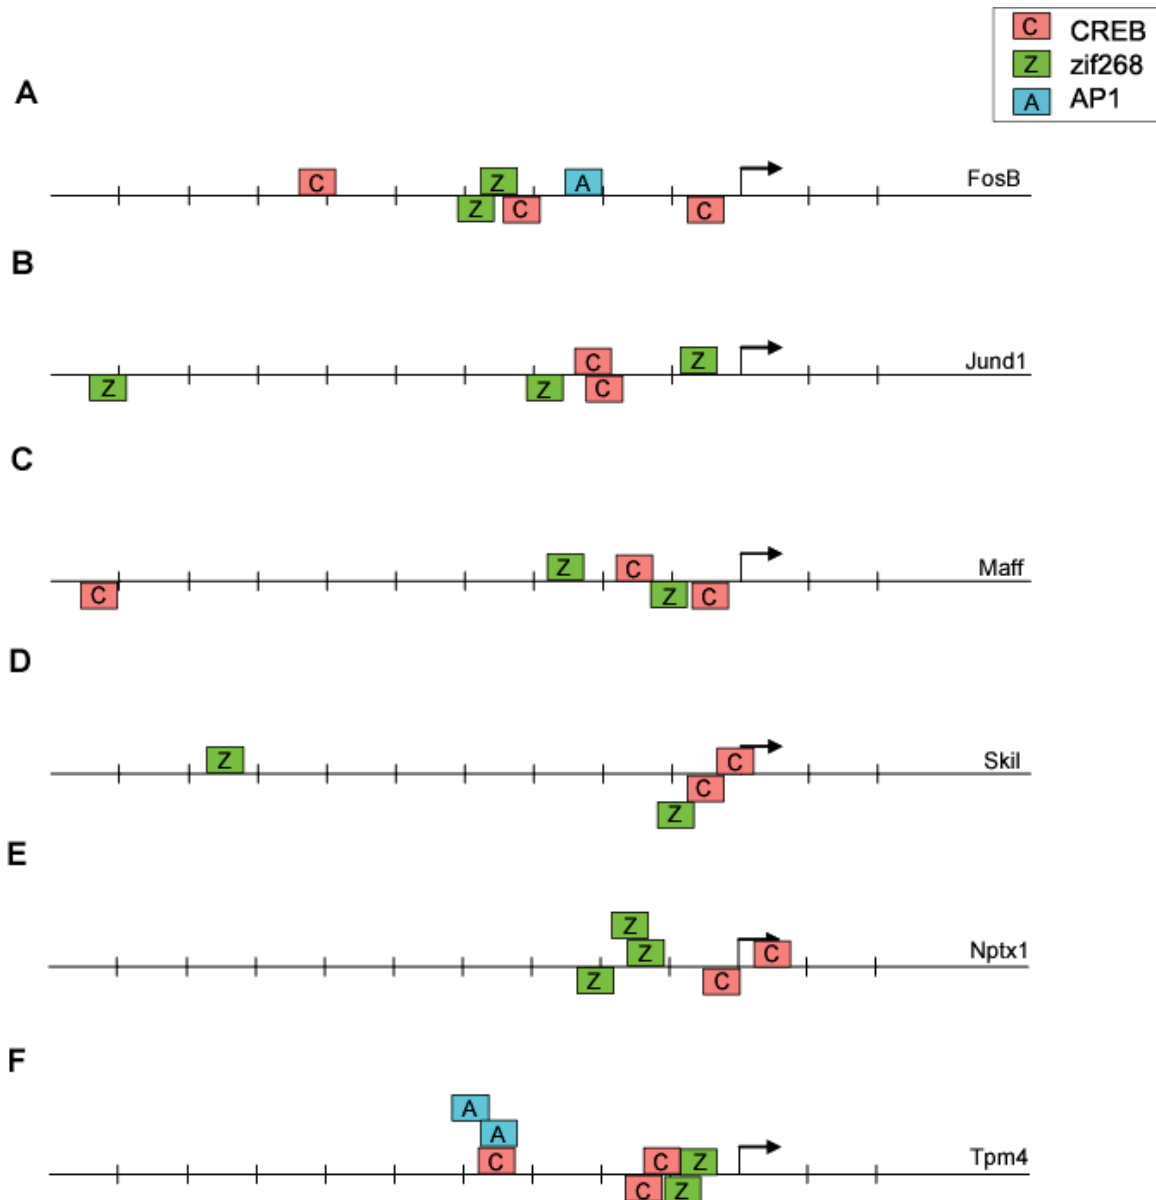 C CREB
Z zif268
A AP1
A
C Z A FosB
Z C C
B
C Z Jund1
Z Z C
C
Z C Maff
C Z C
D
Z C Skil
C
Z
E
Z
Z C Nptx1
Z C
F
A
A
C C Z Tpm4
C Z